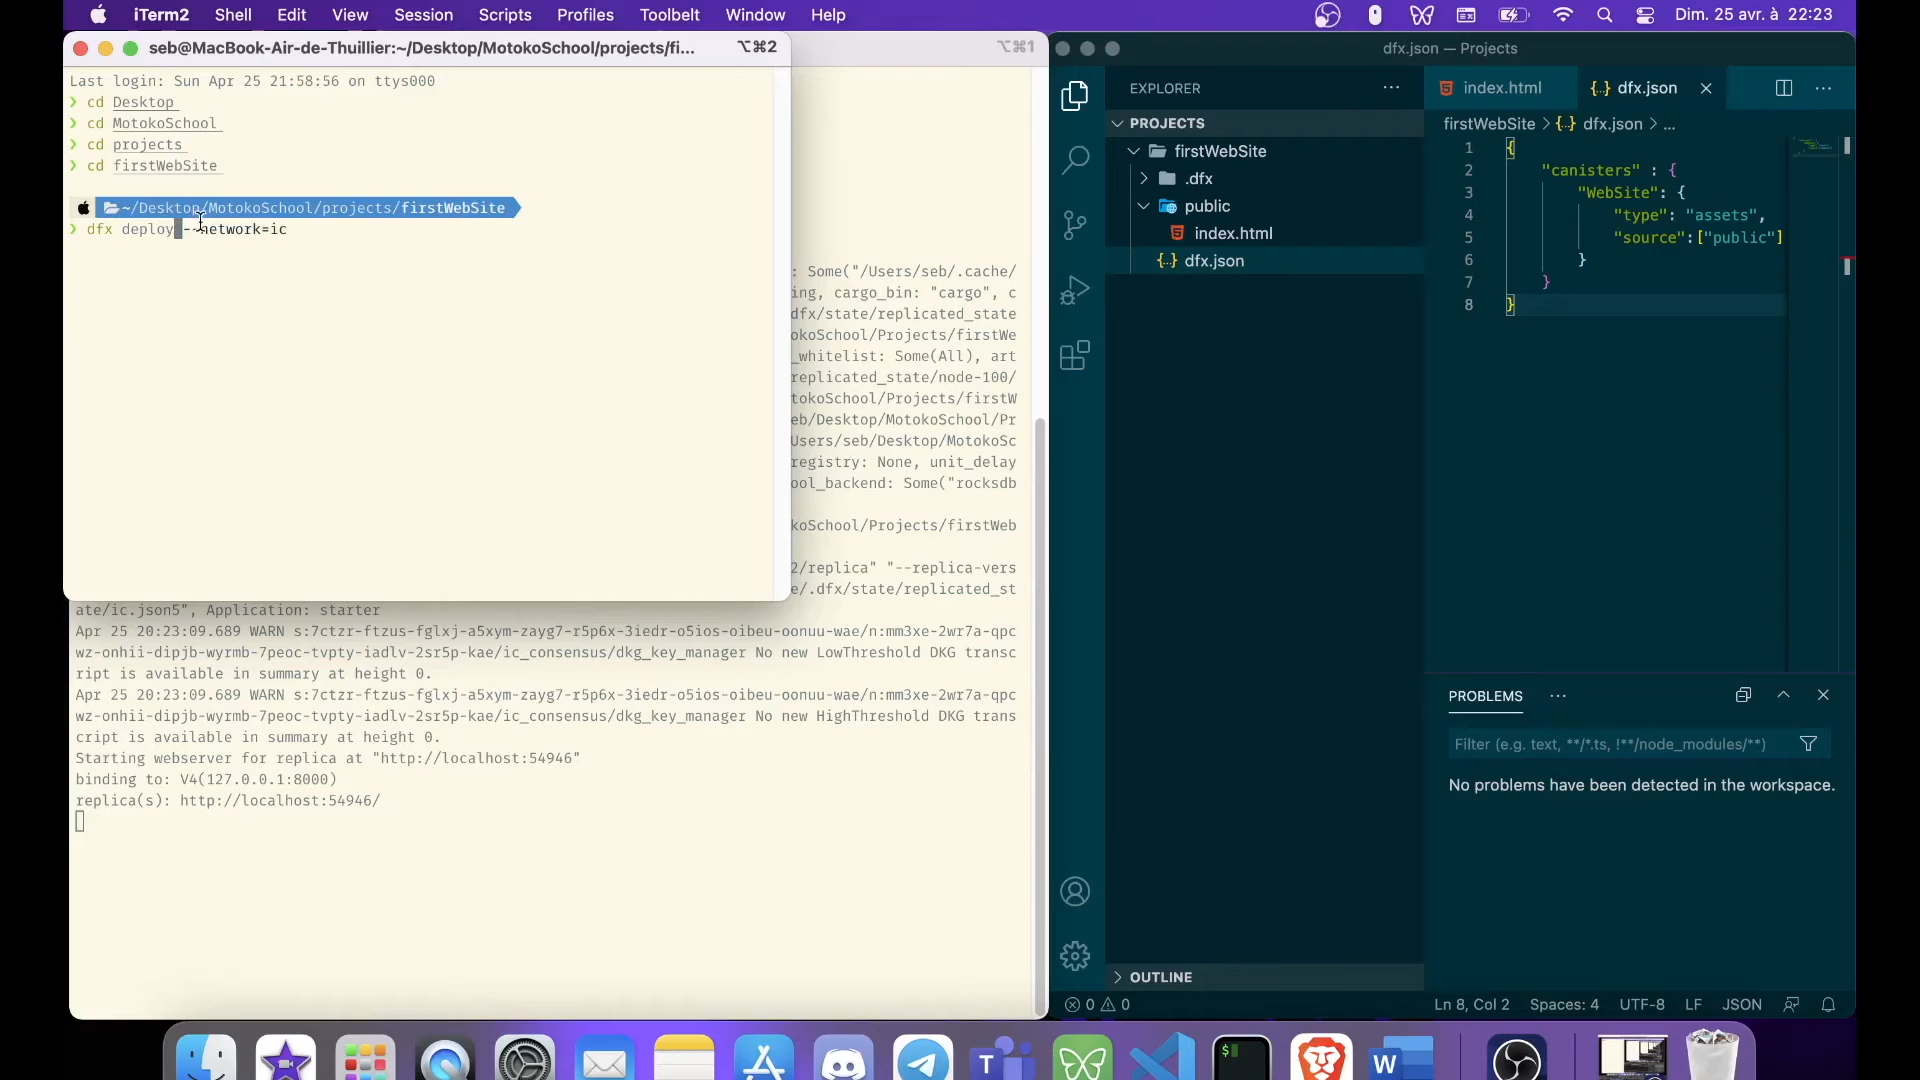 iTerm2 Shell Edit View Session Scripts Profiles Toolbelt Window Help
Dim. 25 avr. à 22:23
seb@MacBook-Air-de-Thuillier:~/Desktop/MotokoSchool/projects/fi... ⌥⌘2
Last login: Sun Apr 25 21:58:56 on ttys000
❯ cd Desktop
❯ cd MotokoSchool
❯ cd projects
❯ cd firstWebSite
~/Desktop/MotokoSchool/projects/firstWebSite
❯ dfx deploy --network=ic
⌥⌘1
: Some("/Users/seb/.cache/
ing, cargo_bin: "cargo", c
dfx/state/replicated_state
okoSchool/Projects/firstWe
_whitelist: Some(All), art
replicated_state/node-100/
tokoSchool/Projects/firstW
eb/Desktop/MotokoSchool/Pr
Users/seb/Desktop/MotokoSc
registry: None, unit_delay
ool_backend: Some("rocksdb
koSchool/Projects/firstWeb
2/replica" "--replica-vers
e/.dfx/state/replicated_st
ate/ic.json5", Application: starter
Apr 25 20:23:09.689 WARN s:7ctzr-ftzus-fglxj-a5xym-zayg7-r5p6x-3iedr-o5ios-oibeu-oonuu-wae/n:mm3xe-2wr7a-qpc
wz-onhii-dipjb-wyrmb-7peoc-tvpty-iadlv-2sr5p-kae/ic_consensus/dkg_key_manager No new LowThreshold DKG transc
ript is available in summary at height 0.
Apr 25 20:23:09.689 WARN s:7ctzr-ftzus-fglxj-a5xym-zayg7-r5p6x-3iedr-o5ios-oibeu-oonuu-wae/n:mm3xe-2wr7a-qpc
wz-onhii-dipjb-wyrmb-7peoc-tvpty-iadlv-2sr5p-kae/ic_consensus/dkg_key_manager No new HighThreshold DKG trans
cript is available in summary at height 0.
Starting webserver for replica at "http://localhost:54946"
binding to: V4(127.0.0.1:8000)
replica(s): http://localhost:54946/
dfx.json — Projects
EXPLORER ...
PROJECTS
firstWebSite
.dfx
public
index.html
dfx.json
OUTLINE
index.html
{..} dfx.json
firstWebSite > {..} dfx.json > ...
1 {
2 "canisters" : {
3 "WebSite": {
4 "type": "assets",
5 "source":["public"]
6 }
7 }
8 }
PROBLEMS ...
Filter (e.g. text, **/*.ts, !**/node_modules/**)
No problems have been detected in the workspace.
0 0
Ln 8, Col 2 Spaces: 4 UTF-8 LF JSON
T W
$